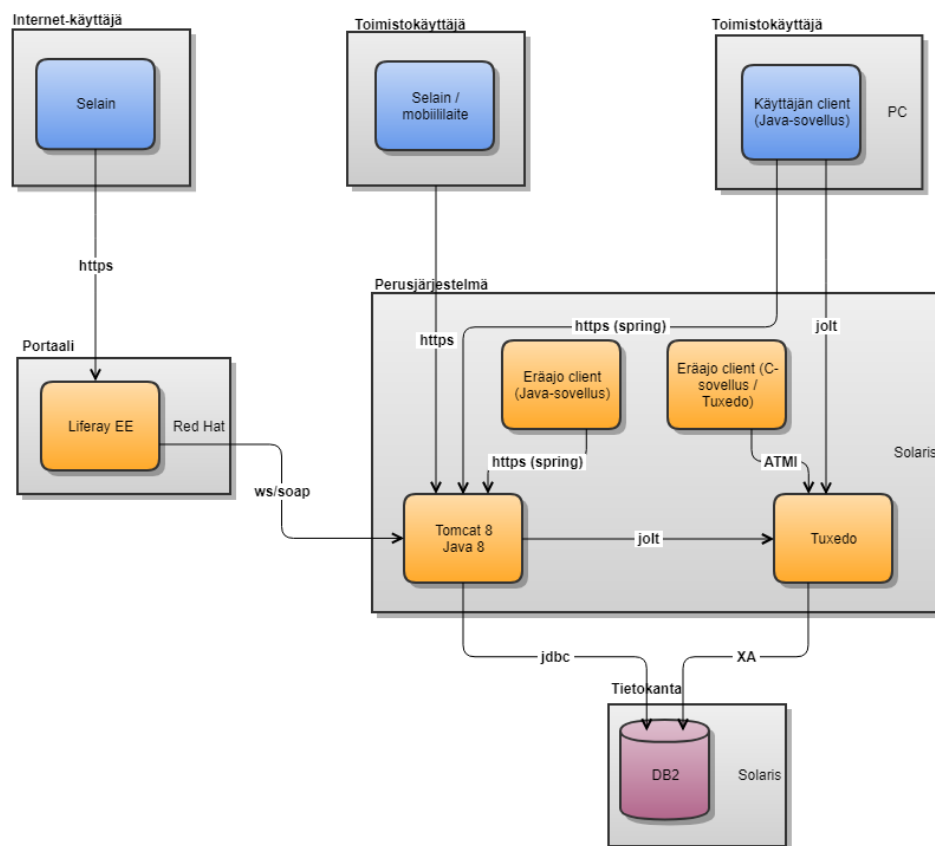 Internet-käyttäjä
Toimistokäyttäjä
Toimistokäyttäjä
Selain
Selain /
mobiililaite
Käyttäjän client
(Java-sovellus)
PC
https
Perusjärjestelmä
https (spring)
jolt
https
Portaali
Eräajo client
(Java-sovellus)
Eräajo client (C-
sovellus /
Tuxedo)
Liferay EE
Red Hat
Solaris
https (spring)
ATMI
ws/soap
Tomcat 8
Java 8
jolt
Tuxedo
jdbc
XA
Tietokanta
DB2
Solaris